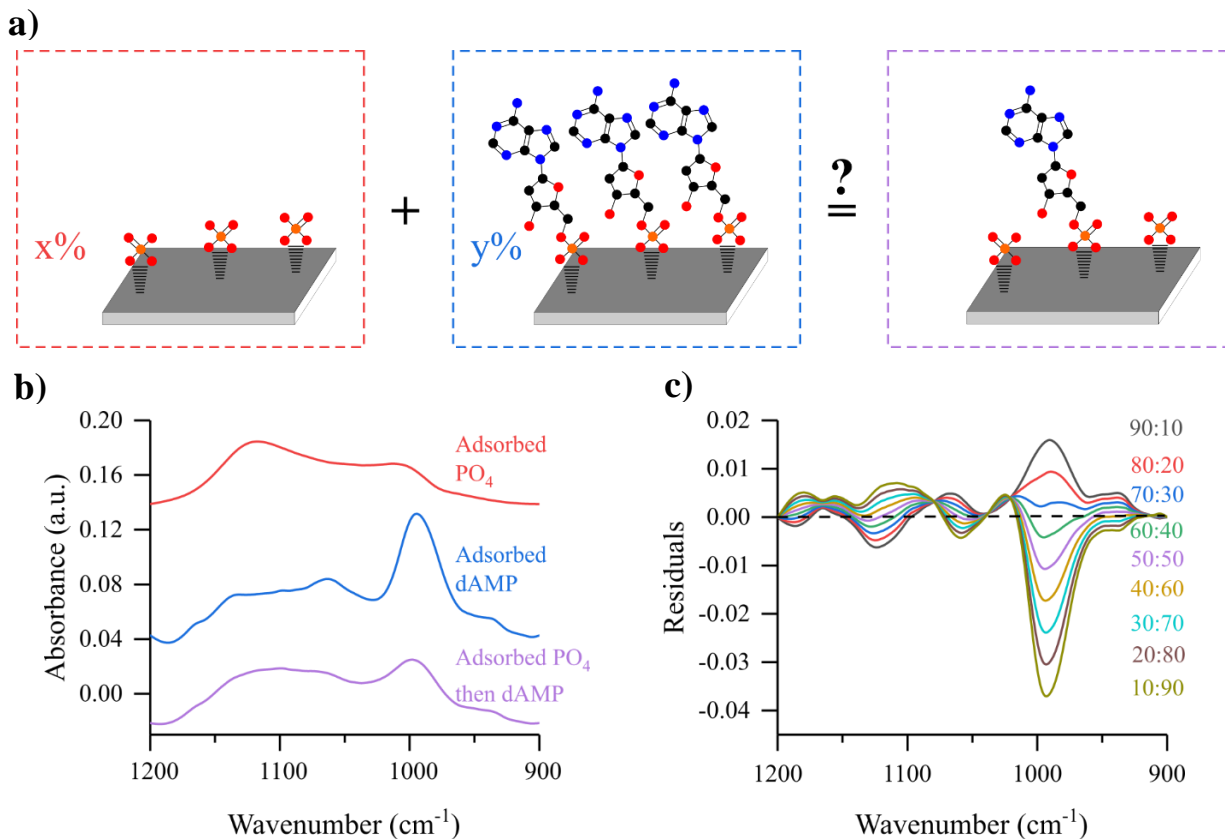 a)
x%
+
y%
?
=
b)
0.20
0.16
0.12
0.08
0.04
0.00
Absorbance (a.u.)
Adsorbed
PO4
Adsorbed
dAMP
Adsorbed PO4
then dAMP
1200
1100
1000
900
Wavenumber (cm-1)
c)
0.02
0.01
0.00
-0.01
-0.02
-0.03
-0.04
Residuals
90:10
80:20
70:30
60:40
50:50
40:60
30:70
20:80
10:90
1200
1100
1000
900
Wavenumber (cm-1)